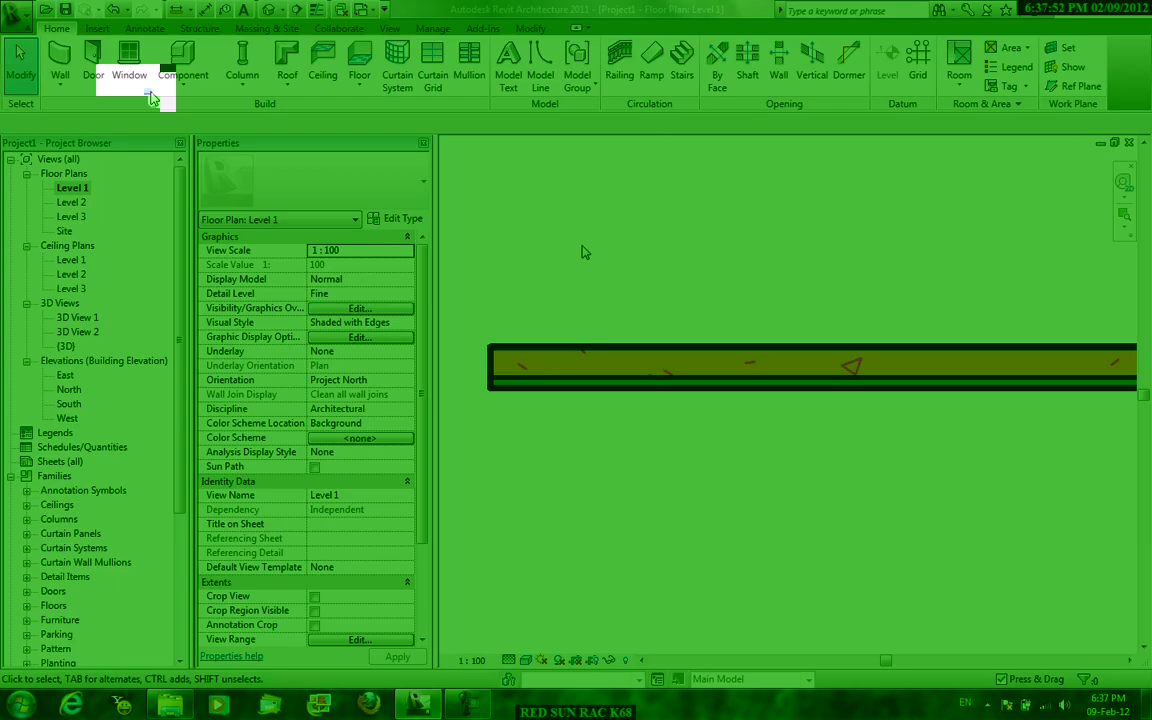 Autodesk Revit Architecture 2011 - [Project1 - Floor Plan: Level 1]
Type a keyword or phrase
6:37:52 PM 02/09/2012
Home Insert Annotate Structure Massing & Site Collaborate View Manage Add-Ins Modify
Modify Wall Door Window Component Column Roof Ceiling Floor Curtain System Curtain Grid Mullion Model Text Model Line Model Group Railing Ramp Stairs By Face Shaft Wall Vertical Dormer Level Grid Room Area Legend Tag Set Show Ref Plane
Select Build Model Circulation Opening Datum Room & Area Work Plane
Project1 - Project Browser
Views (all)
Floor Plans
Level 1
Level 2
Level 3
Site
Ceiling Plans
Level 1
Level 2
Level 3
3D Views
3D View 1
3D View 2
{3D}
Elevations (Building Elevation)
East
North
South
West
Legends
Schedules/Quantities
Sheets (all)
Families
Annotation Symbols
Ceilings
Columns
Curtain Panels
Curtain Systems
Curtain Wall Mullions
Detail Items
Doors
Floors
Furniture
Parking
Pattern
Planting
Properties
Floor Plan: Level 1 Edit Type
Graphics
View Scale 1 : 100
Scale Value 1: 100
Display Model Normal
Detail Level Fine
Visibility/Graphics Ov... Edit...
Visual Style Shaded with Edges
Graphic Display Opti... Edit...
Underlay None
Underlay Orientation Plan
Orientation Project North
Wall Join Display Clean all wall joins
Discipline Architectural
Color Scheme Location Background
Color Scheme <none>
Analysis Display Style None
Sun Path
Identity Data
View Name Level 1
Dependency Independent
Title on Sheet
Referencing Sheet
Referencing Detail
Default View Template None
Extents
Crop View
Crop Region Visible
Annotation Crop
View Range Edit...
Properties help Apply
1 : 100
Click to select, TAB for alternates, CTRL adds, SHIFT unselects.
Main Model
Press & Drag
:0
EN
6:37 PM
09-Feb-12
RED SUN RAC K68